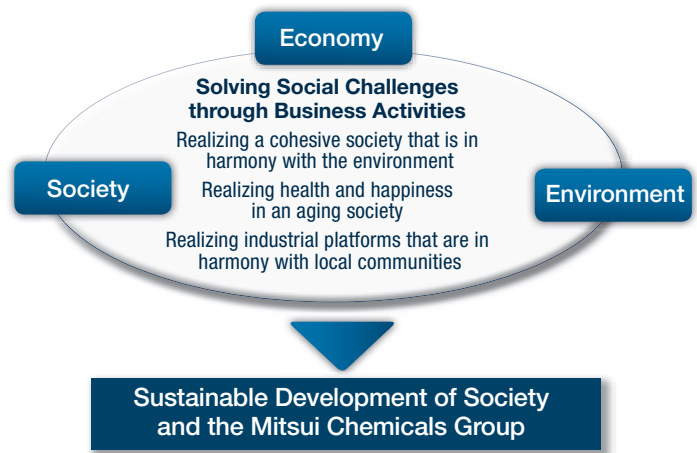 Economy
Solving Social Challenges
through Business Activities
Realizing a cohesive society that is in
harmony with the environment
Society
Realizing health and happiness
in an aging society
Environment
Realizing industrial platforms that are in
harmony with local communities
Sustainable Development of Society
and the Mitsui Chemicals Group